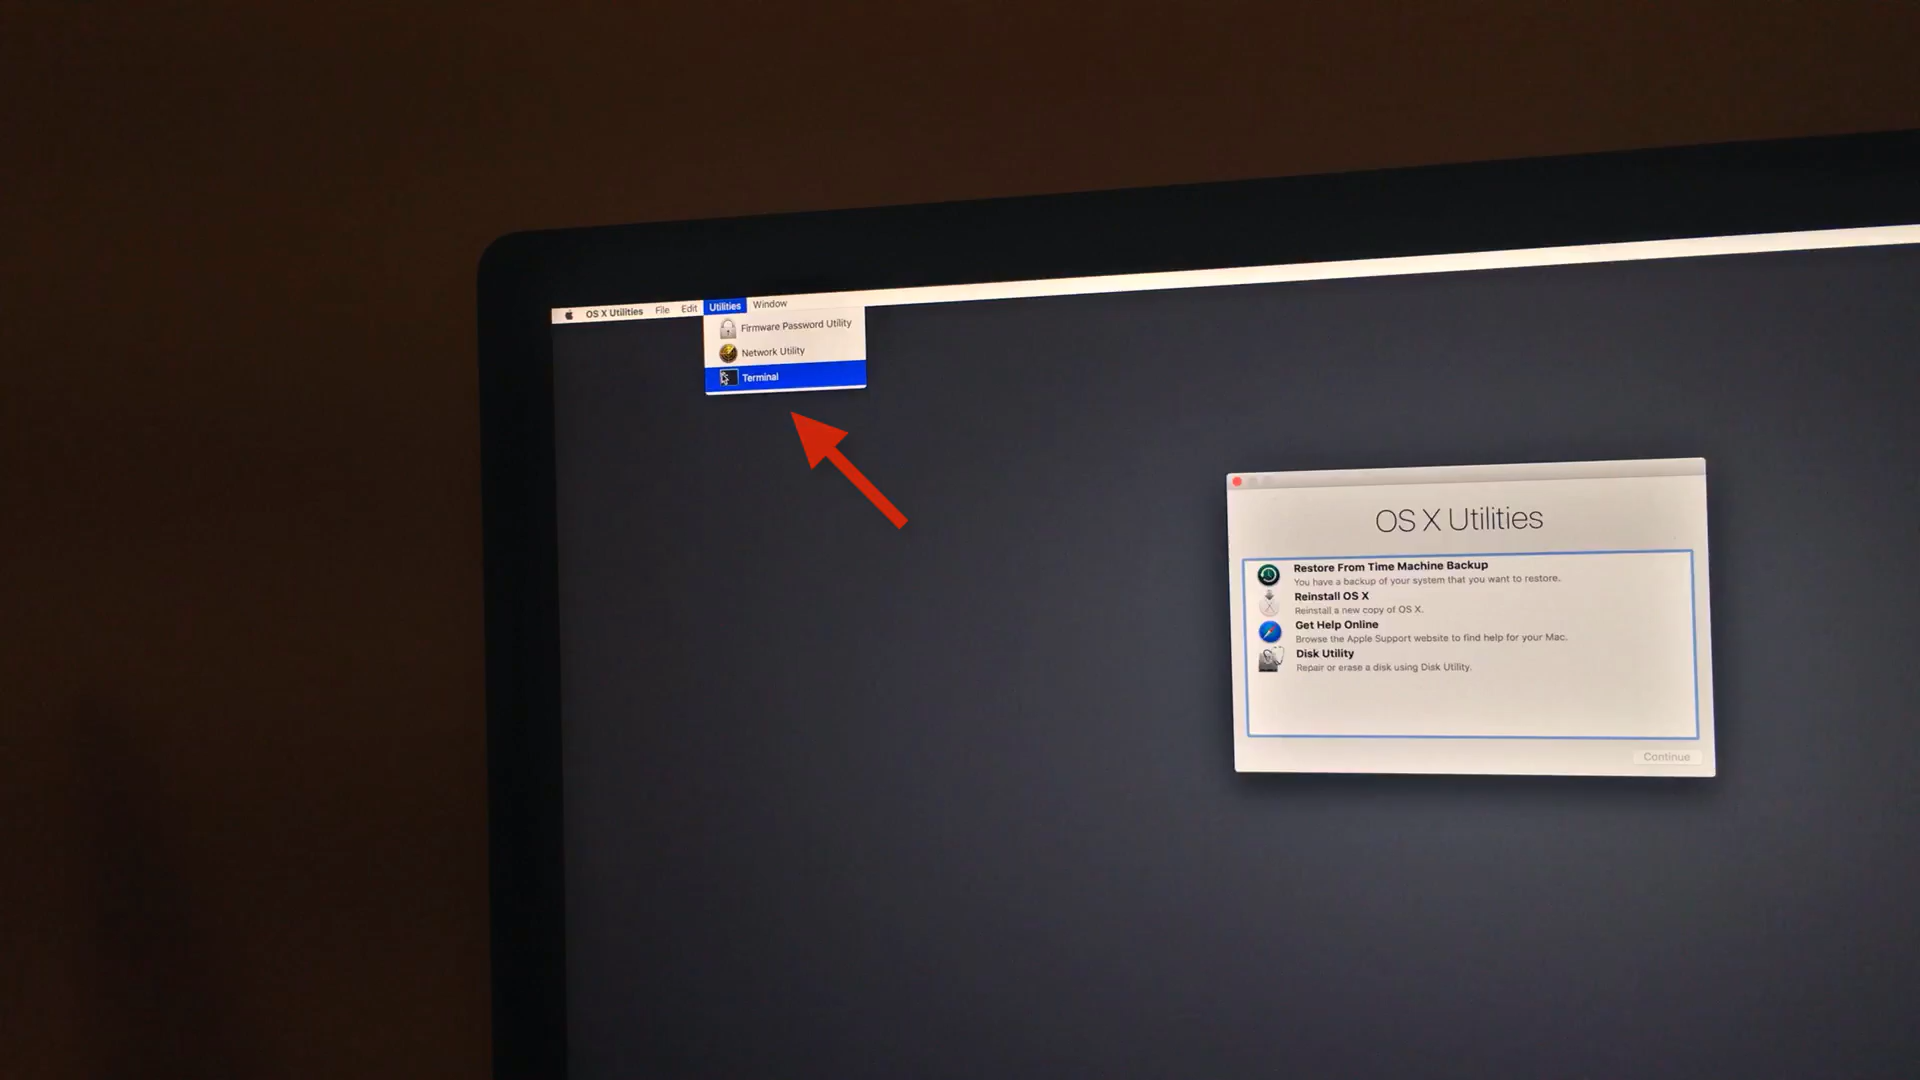 OS X Utilities File Edit Utilities Window
Firmware Password Utility
Network Utility
Terminal
OS X Utilities
Restore From Time Machine Backup
You have a backup of your system that you want to restore.
Reinstall OS X
Reinstall a new copy of OS X.
Get Help Online
Browse the Apple Support website to find help for your Mac.
Disk Utility
Repair or erase a disk using Disk Utility.
Continue